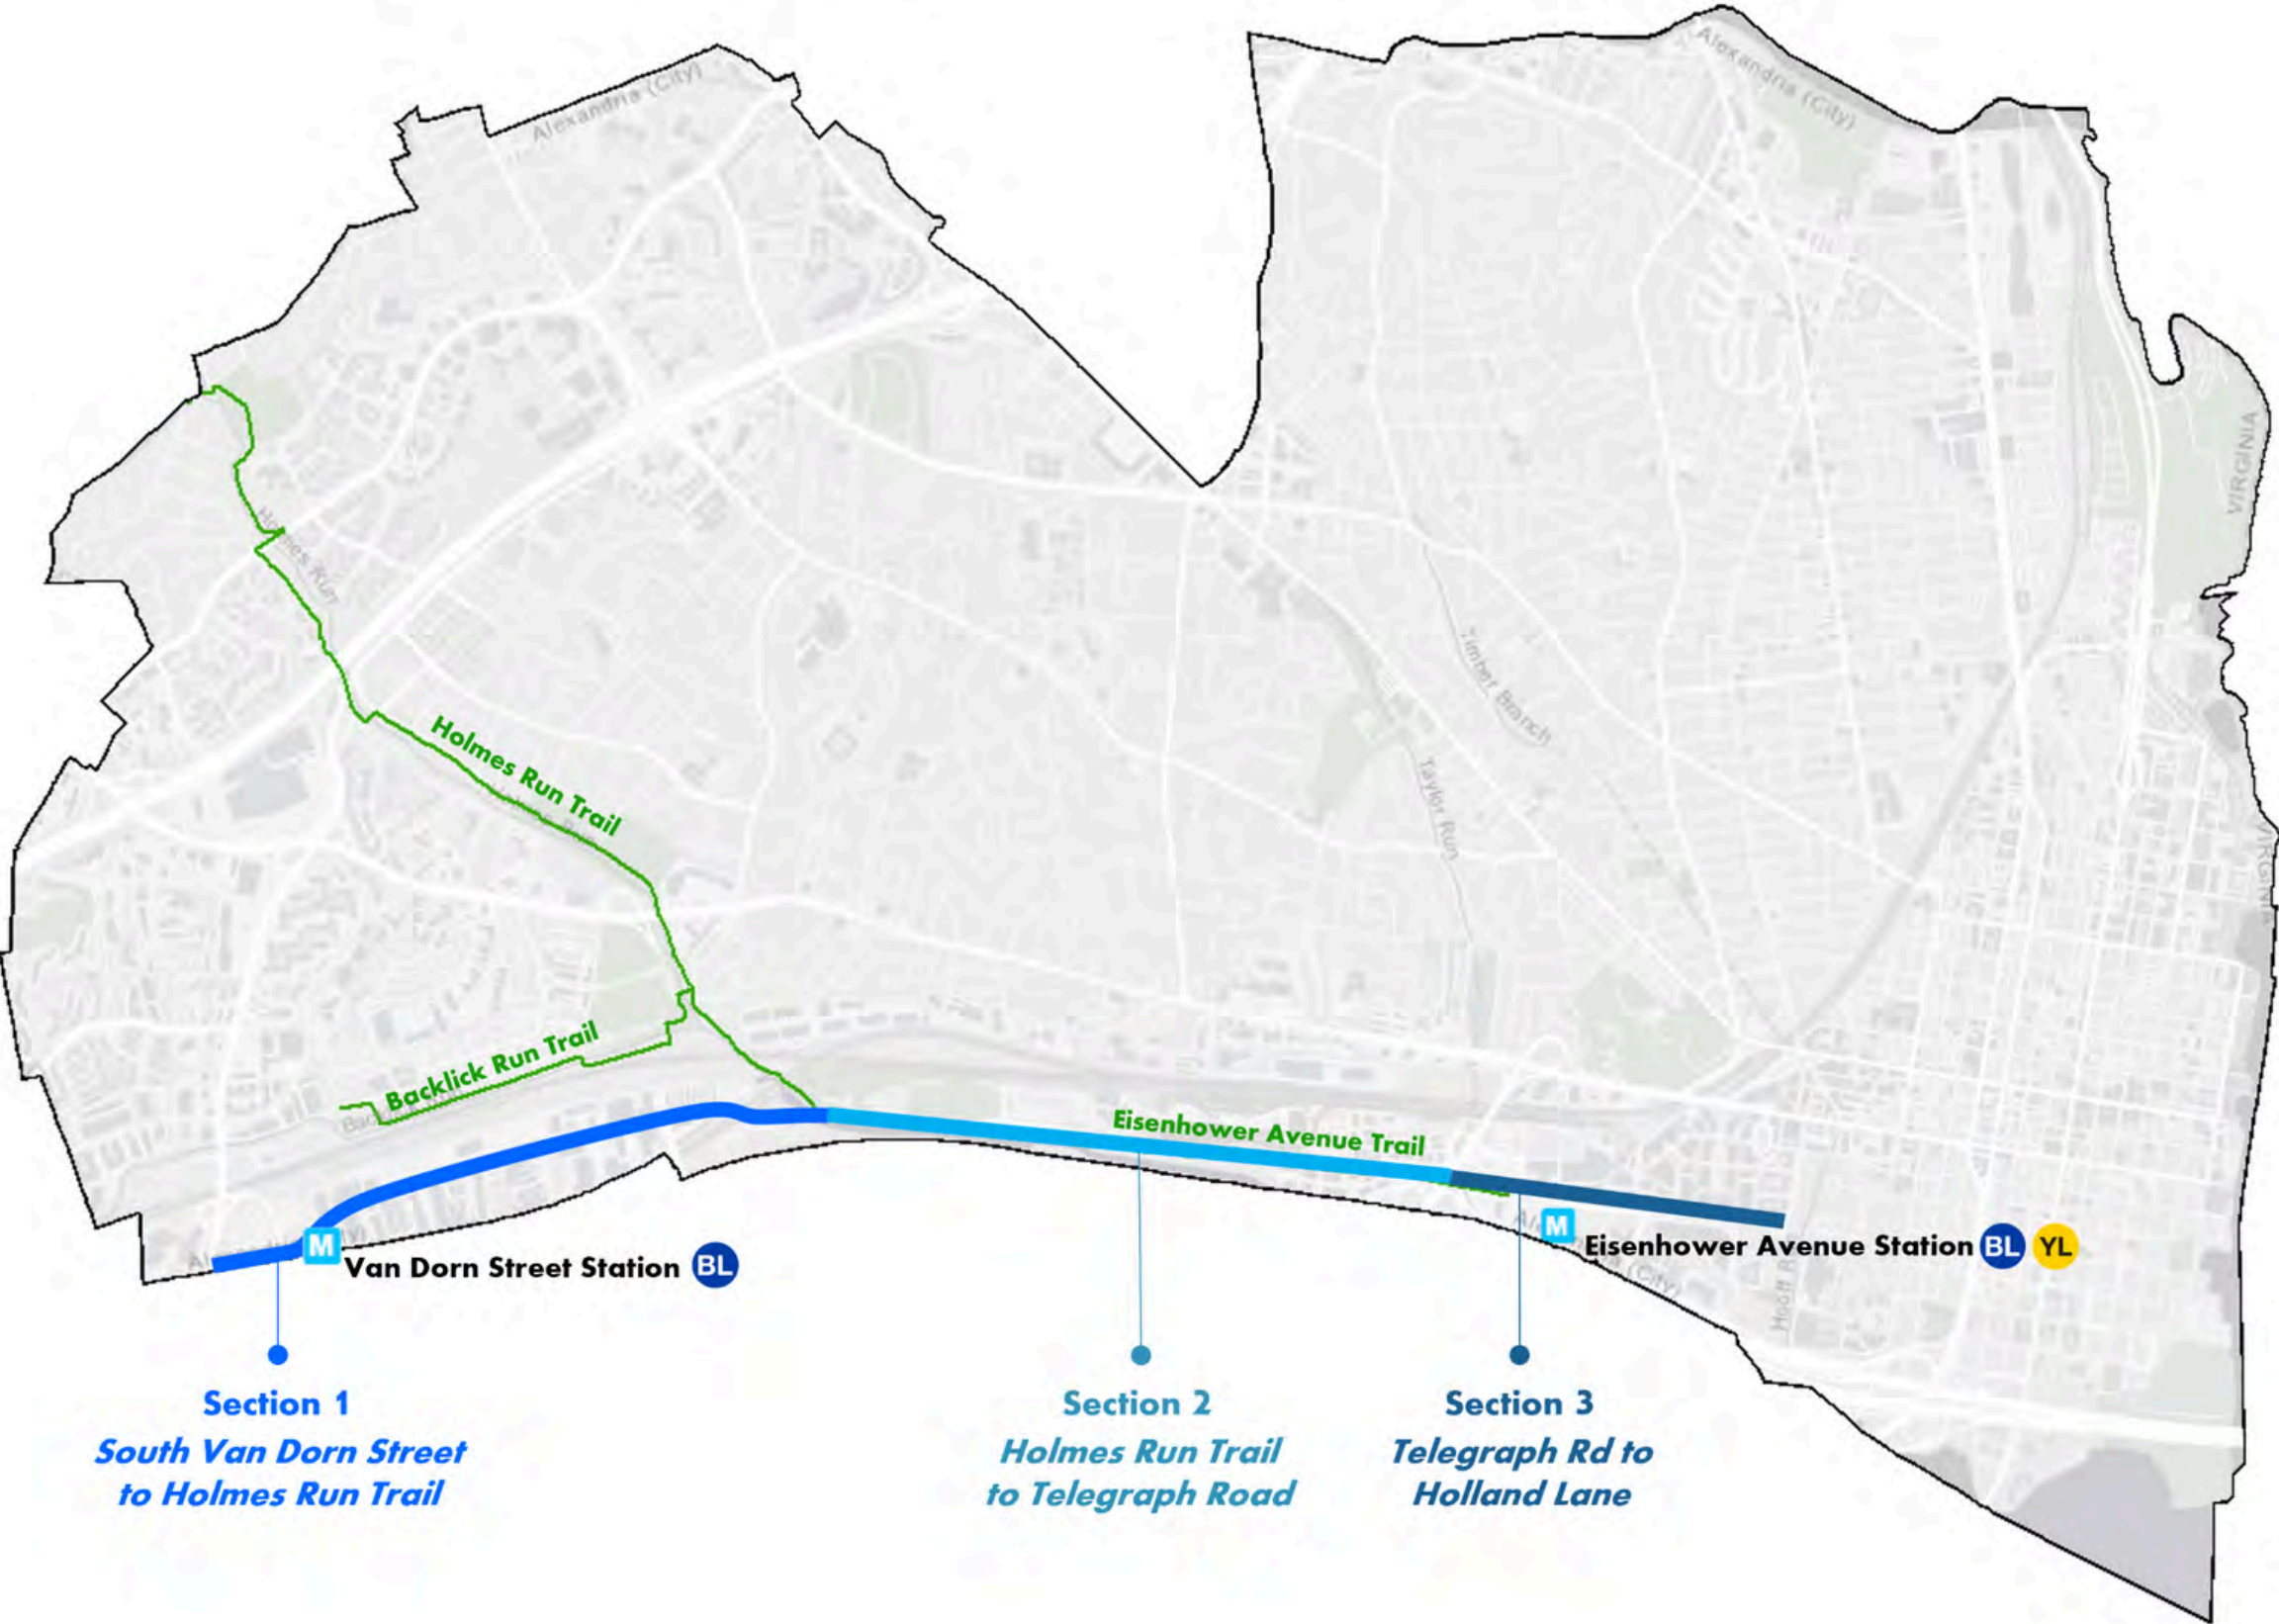 Alexandria (City)
Alexandria (City)
VIRGINIA
Holmes Run
Timber Branch
Holmes Run Trail
Taylor Run
VIRGINIA
Backlick Run Trail
Eisenhower Avenue Trail
M
Van Dorn Street Station BL
M
Eisenhower Avenue Station BL YL
(City)
Section 1
South Van Dorn Street
to Holmes Run Trail
Section 2
Holmes Run Trail
to Telegraph Road
Section 3
Telegraph Rd to
Holland Lane